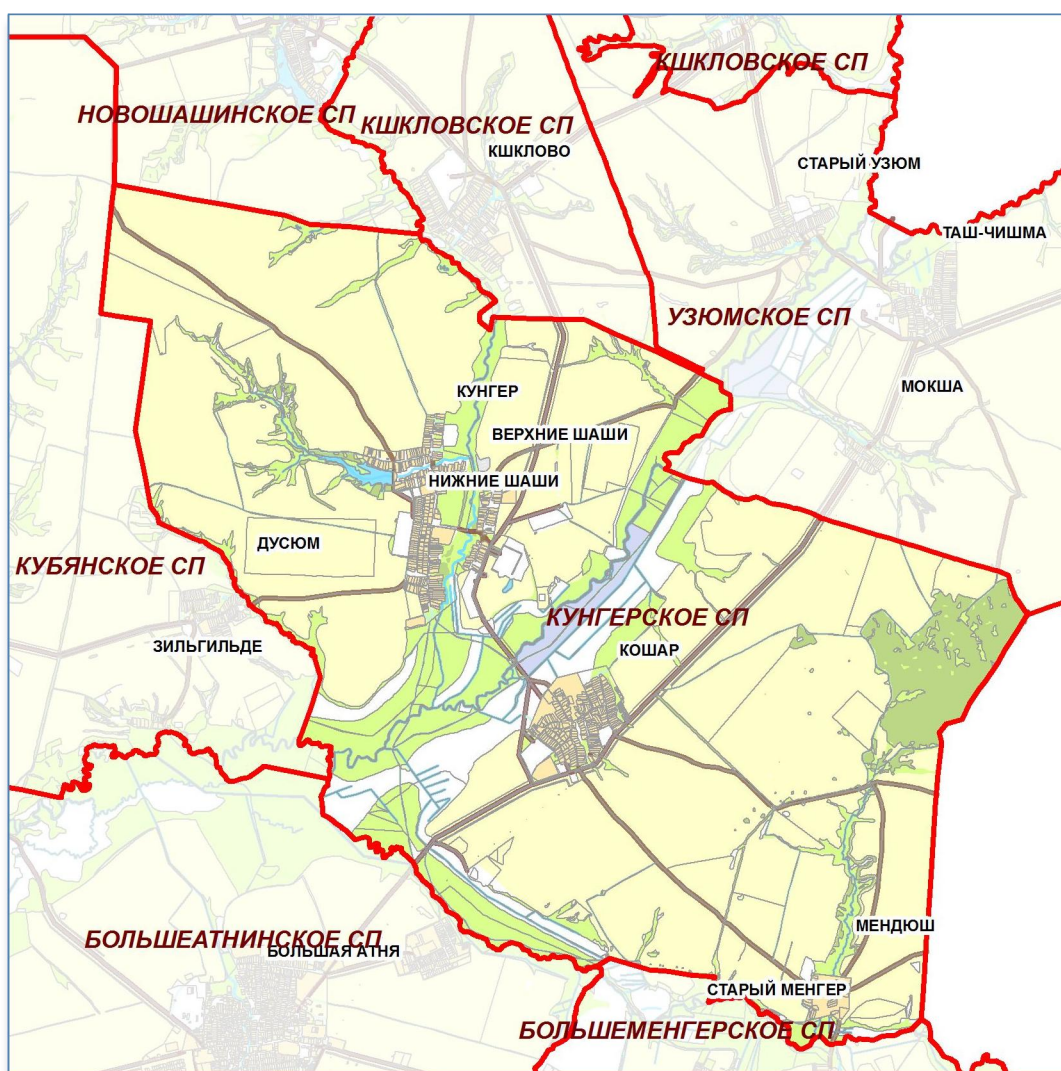 КШКЛОВСКОЕ СП
НОВОШАШИНСКОЕ СП
КШКЛОВСКОЕ СП
КШКЛОВО
СТАРЫЙ УЗЮМ
ТАШ-ЧИШМА
УЗЮМСКОЕ СП
МОКША
КУНГЕР
ВЕРХНИЕ ШАШИ
НИЖНИЕ ШАШИ
ДУСЮМ
КУБЯНСКОЕ СП
КУНГЕРСКОЕ СП
ЗИЛЬГИЛЬДЕ
КОШАР
МЕНДЮШ
БОЛЬШЕАТНИНСКОЕ СП
БОЛЬШАЯ АТНЯ
СТАРЫЙ МЕНГЕР
БОЛЬШЕМЕНГЕРСКОЕ СП